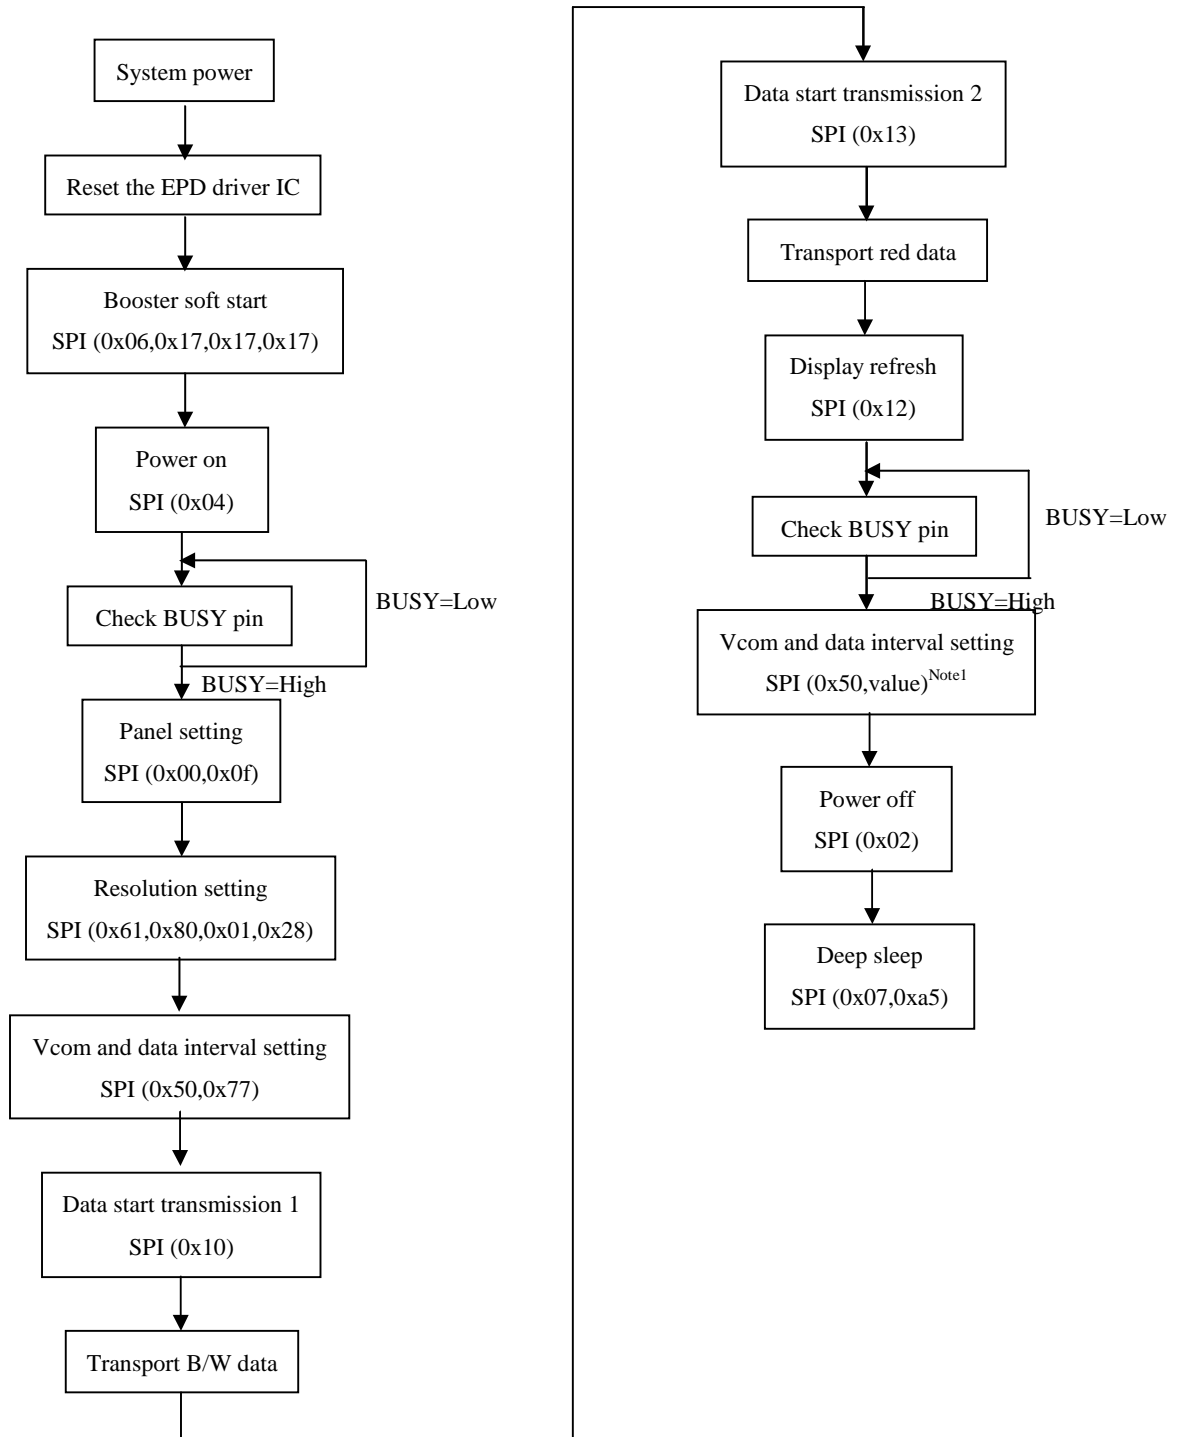 System power
Reset the EPD driver IC
Booster soft start
SPI (0x06,0x17,0x17,0x17)
Power on
SPI (0x04)
Check BUSY pin
BUSY=Low
BUSY=High
Panel setting
SPI (0x00,0x0f)
Resolution setting
SPI (0x61,0x80,0x01,0x28)
Vcom and data interval setting
SPI (0x50,0x77)
Data start transmission 1
SPI (0x10)
Transport B/W data
Data start transmission 2
SPI (0x13)
Transport red data
Display refresh
SPI (0x12)
Check BUSY pin
BUSY=Low
BUSY=High
Vcom and data interval setting
SPI (0x50,value)Note1
Power off
SPI (0x02)
Deep sleep
SPI (0x07,0xa5)